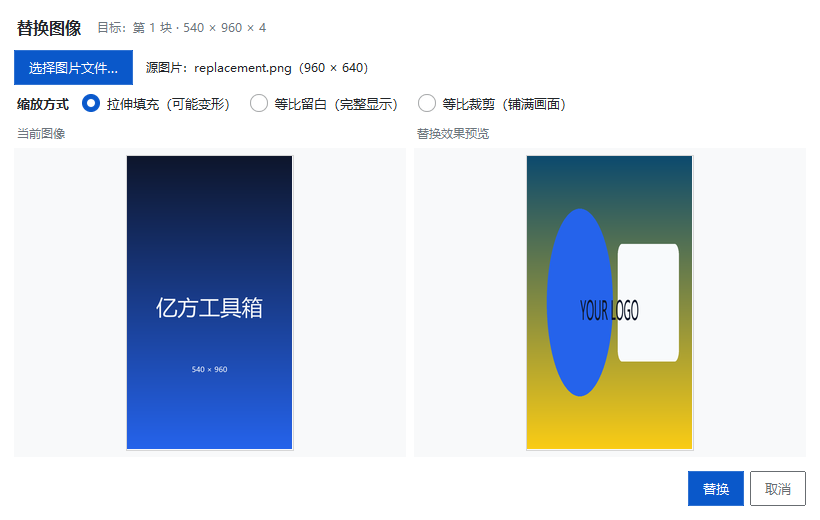 替换图像 目标：第 1 块 · 540 × 960 × 4
选择图片文件... 源图片：replacement.png（960 × 640）
缩放方式 拉伸填充（可能变形） 等比留白（完整显示） 等比裁剪（铺满画面）
当前图像 替换效果预览
亿方工具箱
540 × 960
YOUR LOGO
替换 取消